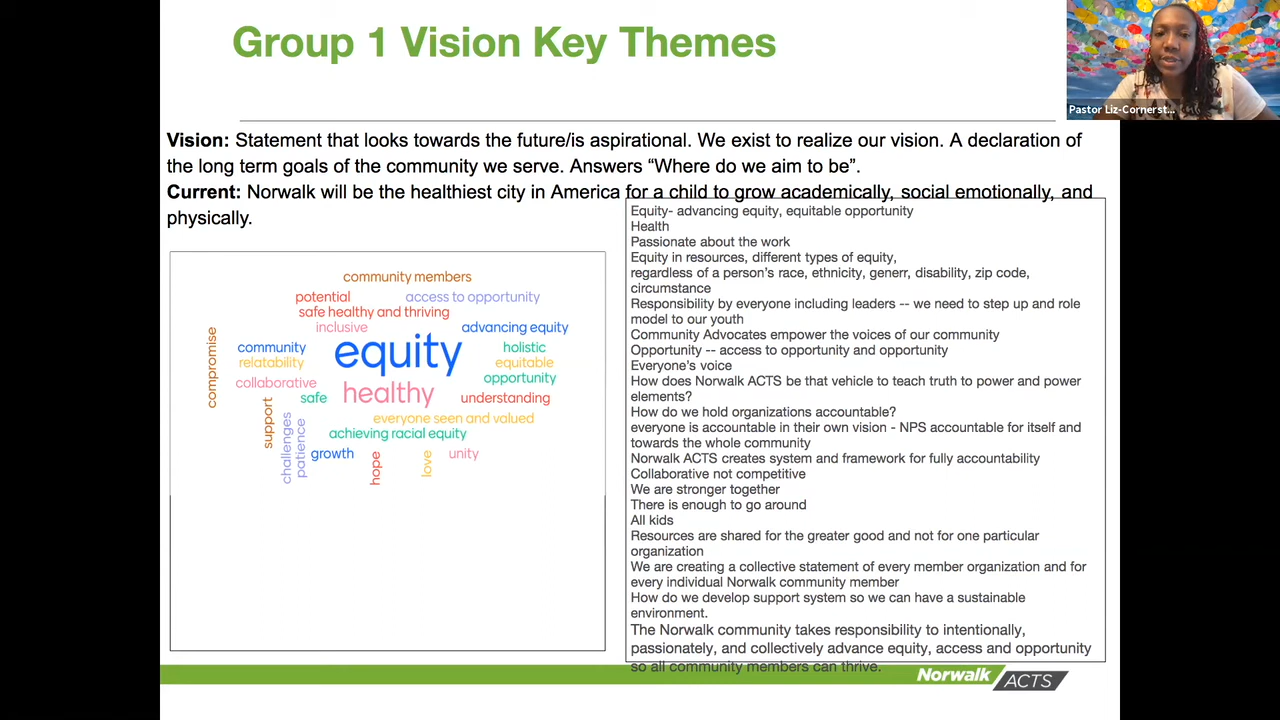 Group 1 Vision Key Themes
Pastor Liz-Cornerst...
Vision: Statement that looks towards the future/is aspirational. We exist to realize our vision. A declaration of
the long term goals of the community we serve. Answers “Where do we aim to be”.
Current: Norwalk will be the healthiest city in America for a child to grow academically, social emotionally, and
physically.
community members
potential
access to opportunity
safe healthy and thriving
inclusive
advancing equity
compromise
community
equity
holistic
relatability
equitable
collaborative
healthy
opportunity
safe
understanding
support
challenges
patience
everyone seen and valued
achieving racial equity
growth
hope
love
unity
Equity- advancing equity, equitable opportunity
Health
Passionate about the work
Equity in resources, different types of equity,
regardless of a person's race, ethnicity, generr, disability, zip code,
circumstance
Responsibility by everyone including leaders -- we need to step up and role
model to our youth
Community Advocates empower the voices of our community
Opportunity -- access to opportunity and opportunity
Everyone's voice
How does Norwalk ACTS be that vehicle to teach truth to power and power
elements?
How do we hold organizations accountable?
everyone is accountable in their own vision - NPS accountable for itself and
towards the whole community
Norwalk ACTS creates system and framework for fully accountability
Collaborative not competitive
We are stronger together
There is enough to go around
All kids
Resources are shared for the greater good and not for one particular
organization
We are creating a collective statement of every member organization and for
every individual Norwalk community member
How do we develop support system so we can have a sustainable
environment.
The Norwalk community takes responsibility to intentionally,
passionately, and collectively advance equity, access and opportunity
so all community members can thrive.
Norwalk ACTS